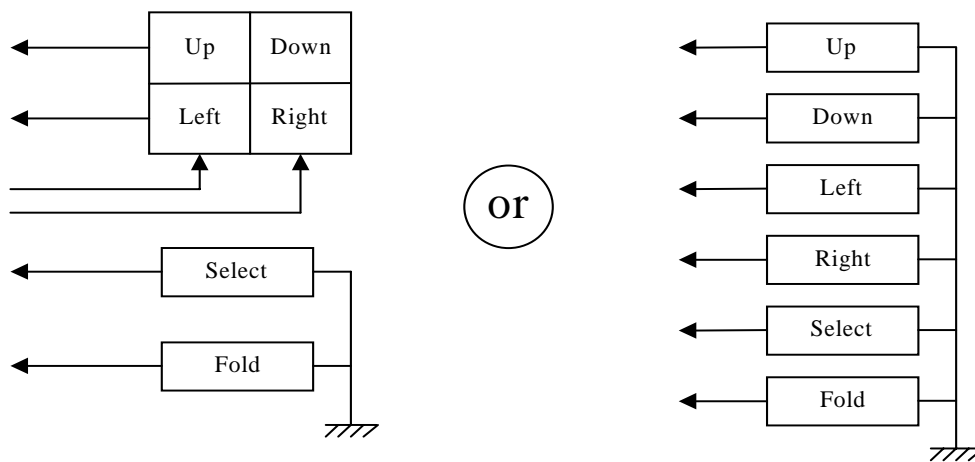 Up Down
Left Right
Select
Fold
or
Up
Down
Left
Right
Select
Fold